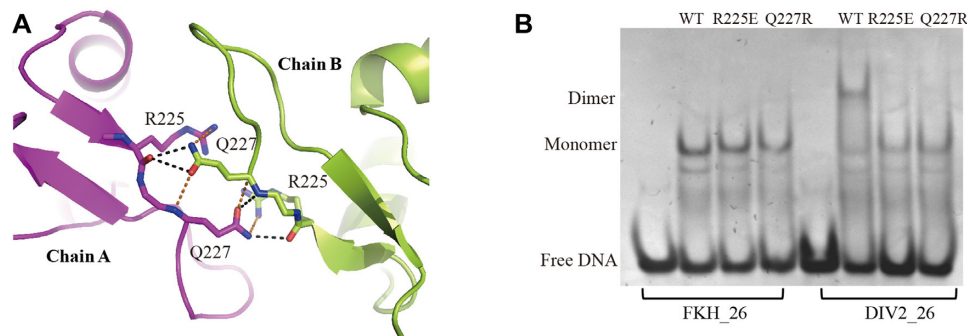 A
Chain B
R225
Q227
R225
Q227
Chain A
B
WT R225E Q227R WT R225E Q227R
Dimer
Monomer
Free DNA
FKH_26 DIV2_26